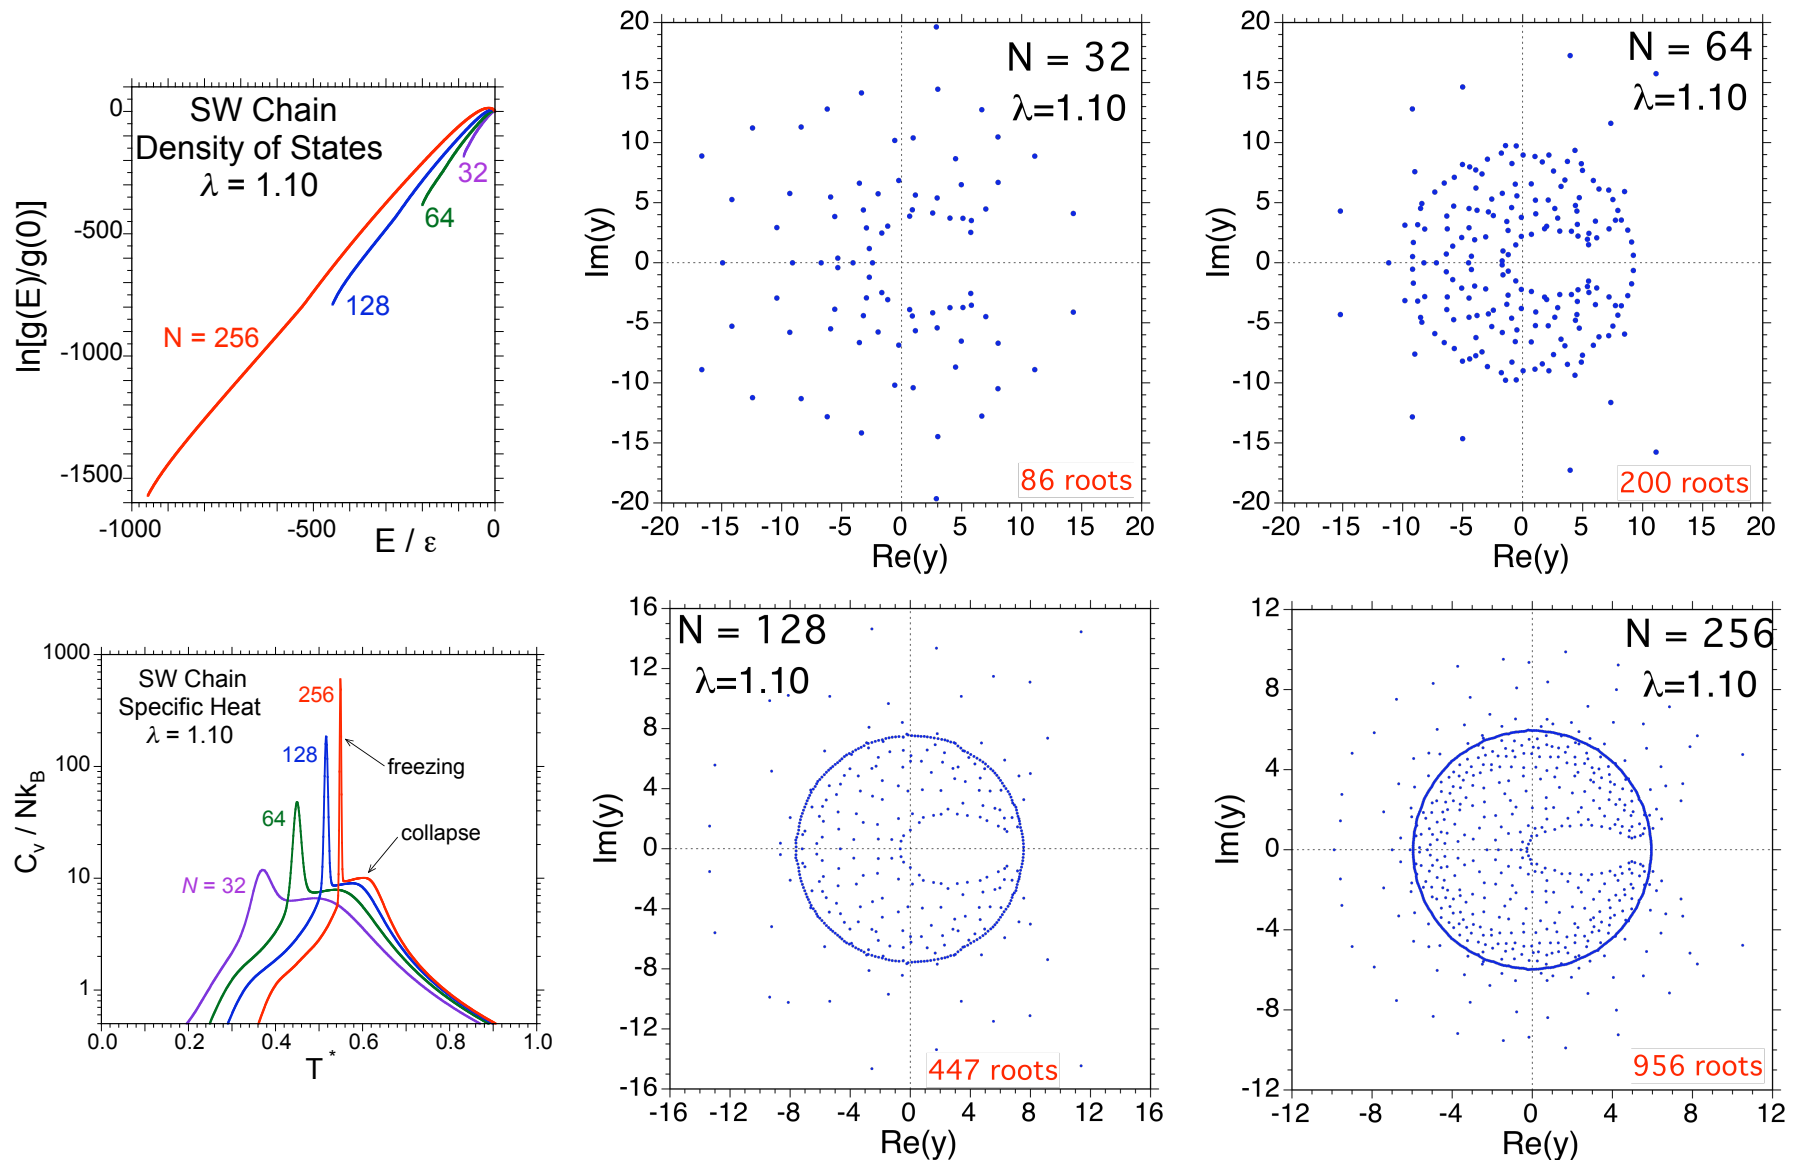 SW Chain
Density of States
λ = 1.10
32
64
128
N = 256
ln[g(E)/g(0)]
0
-500
-1000
-1500
-1000
-500
0
E / ε
N = 32
λ=1.10
86 roots
Im(y)
20
15
10
5
0
-5
-10
-15
-20
-20 -15 -10 -5 0 5 10 15 20
Re(y)
N = 64
λ=1.10
200 roots
Im(y)
20
15
10
5
0
-5
-10
-15
-20
-20 -15 -10 -5 0 5 10 15 20
Re(y)
SW Chain
Specific Heat
λ = 1.10
256
128
64
N = 32
freezing
collapse
Cv / NkB
1000
100
10
1
0.0 0.2 0.4 0.6 0.8 1.0
T*
N = 128
λ=1.10
447 roots
Im(y)
16
12
8
4
0
-4
-8
-12
-16
-16 -12 -8 -4 0 4 8 12 16
Re(y)
N = 256
λ=1.10
956 roots
Im(y)
12
8
4
0
-4
-8
-12
-12 -8 -4 0 4 8 12
Re(y)